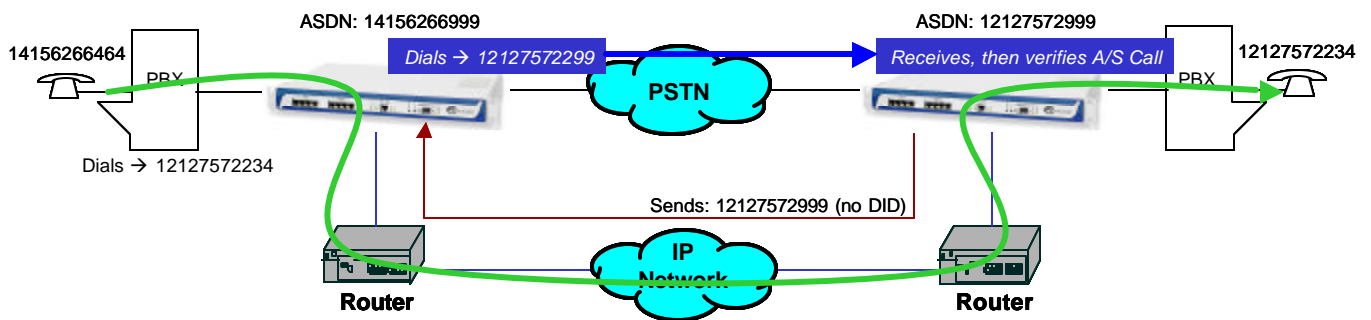 ASDN: 14156266999
ASDN: 12127572999
14156266464
Dials → 12127572299
Receives, then verifies A/S Call
12127572234
PBX
PSTN
PBX
Dials → 12127572234
Sends: 12127572999 (no DID)
IP
Network
Router
Router